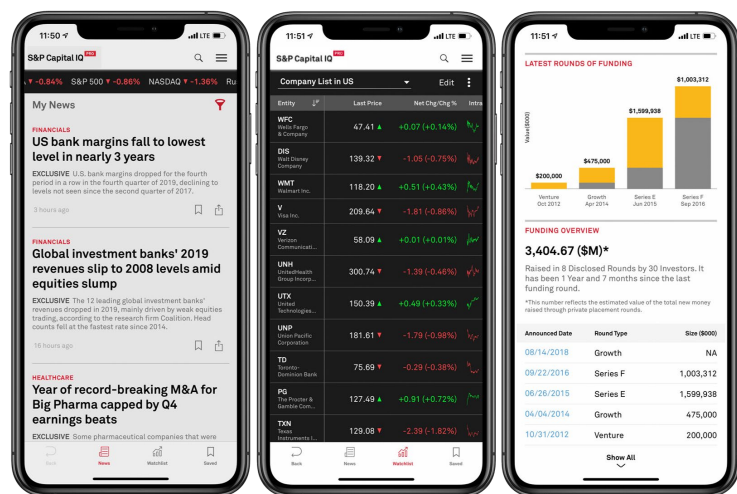 11:50
LTE
S&P Capital IQ PRO
-0.84% S&P 500 ▼ -0.86% NASDAQ ▼ -1.36% Ru
My News
FINANCIALS
US bank margins fall to lowest
level in nearly 3 years
EXCLUSIVE U.S. bank margins dropped for the fourth
period in a row in the fourth quarter of 2019, declining to
levels not seen since the second quarter of 2017.
3 hours ago
FINANCIALS
Global investment banks' 2019
revenues slip to 2008 levels amid
equities slump
EXCLUSIVE The 12 leading global investment banks'
revenues dropped in 2019, mainly driven by weak equities
trading, according to the research firm Coalition. Head
counts fell at the fastest rate since 2014.
16 hours ago
HEALTHCARE
Year of record-breaking M&A for
Big Pharma capped by Q4
earnings beats
EXCLUSIVE Some pharmaceutical companies that were
Back News Watchlist Saved
11:51
LTE
S&P Capital IQ PRO
Company List in US Edit
Entity Last Price Net Chg/Chg % Intra
WFC 47.41 ▲ +0.07 (+0.14%)
Wells Fargo
& Company
DIS 139.32 ▼ -1.05 (-0.75%)
Walt Disney
Company
WMT 118.20 ▲ +0.51 (+0.43%)
Walmart Inc.
V 209.64 ▼ -1.81 (-0.86%)
Visa Inc.
VZ 58.09 ▲ +0.01 (+0.01%)
Verizon
Communicati...
UNH 300.74 ▼ -1.39 (-0.46%)
UnitedHealth
Group Incorp...
UTX 150.39 ▲ +0.49 (+0.33%)
United
Technologies...
UNP 181.61 ▼ -1.79 (-0.98%)
Union Pacific
Corporation
TD 75.69 ▼ -0.29 (-0.38%)
Toronto-
Dominion Bank
PG 127.49 ▲ +0.91 (+0.72%)
The Procter &
Gamble Com...
TXN 129.08 ▼ -2.39 (-1.82%)
Texas
Instruments I...
Back News Watchlist Saved
11:51
LTE
LATEST ROUNDS OF FUNDING
Value($000)
$200,000
$475,000
$1,599,938
$1,003,312
Venture Growth Series E Series F
Oct 2012 Apr 2014 Jun 2015 Sep 2016
FUNDING OVERVIEW
3,404.67 ($M)*
Raised in 8 Disclosed Rounds by 30 Investors. It
has been 1 Year and 7 months since the last
funding round.
*This number reflects the estimated value of the total new money
raised through private placement rounds.
Announced Date Round Type Size ($000)
08/14/2018 Growth NA
09/22/2016 Series F 1,003,312
06/26/2015 Series E 1,599,938
04/04/2014 Growth 475,000
10/31/2012 Venture 200,000
Show All